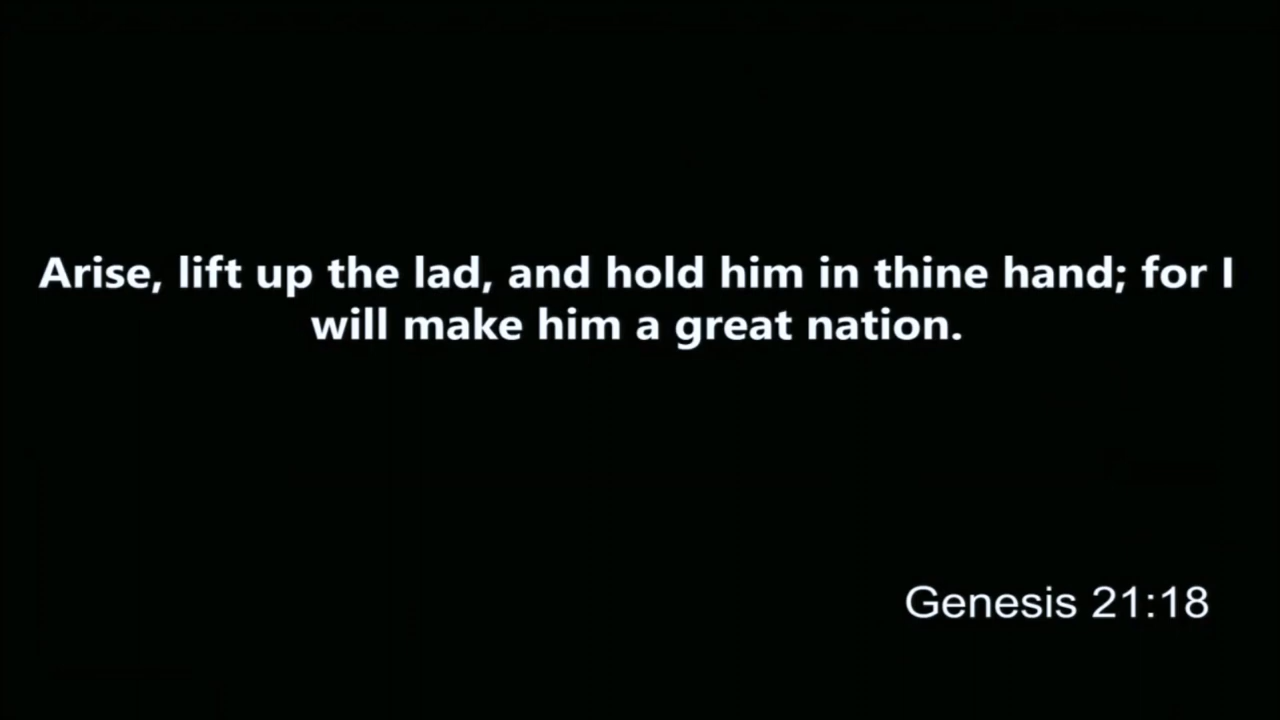 Arise, lift up the lad, and hold him in thine hand; for I
will make him a great nation.
Genesis 21:18